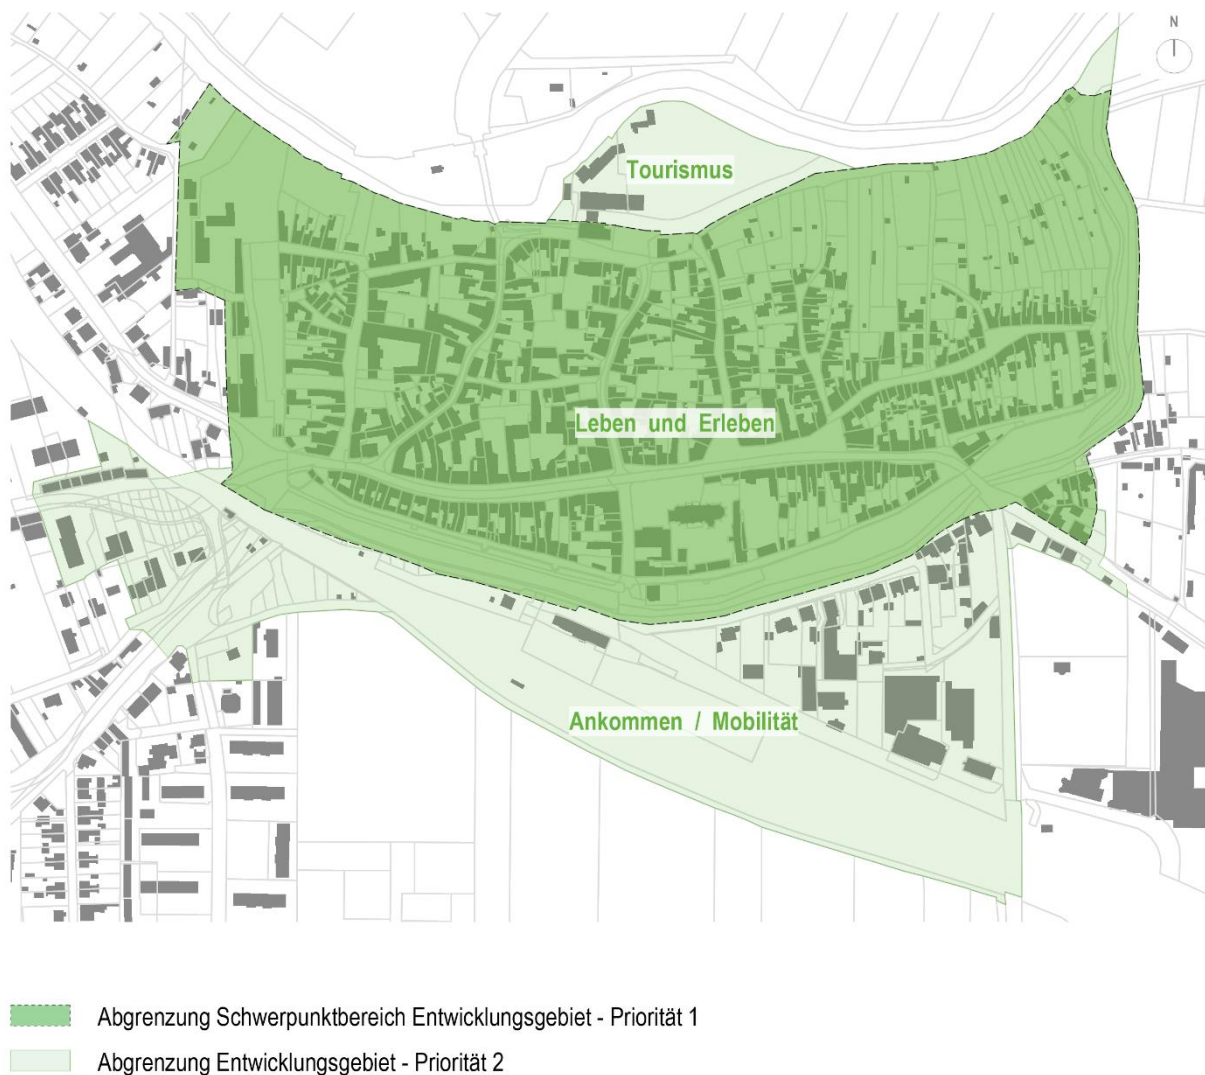 N
Tourismus
Leben und Erleben
Ankommen / Mobilität
Abgrenzung Schwerpunktbereich Entwicklungsgebiet - Priorität 1
Abgrenzung Entwicklungsgebiet - Priorität 2